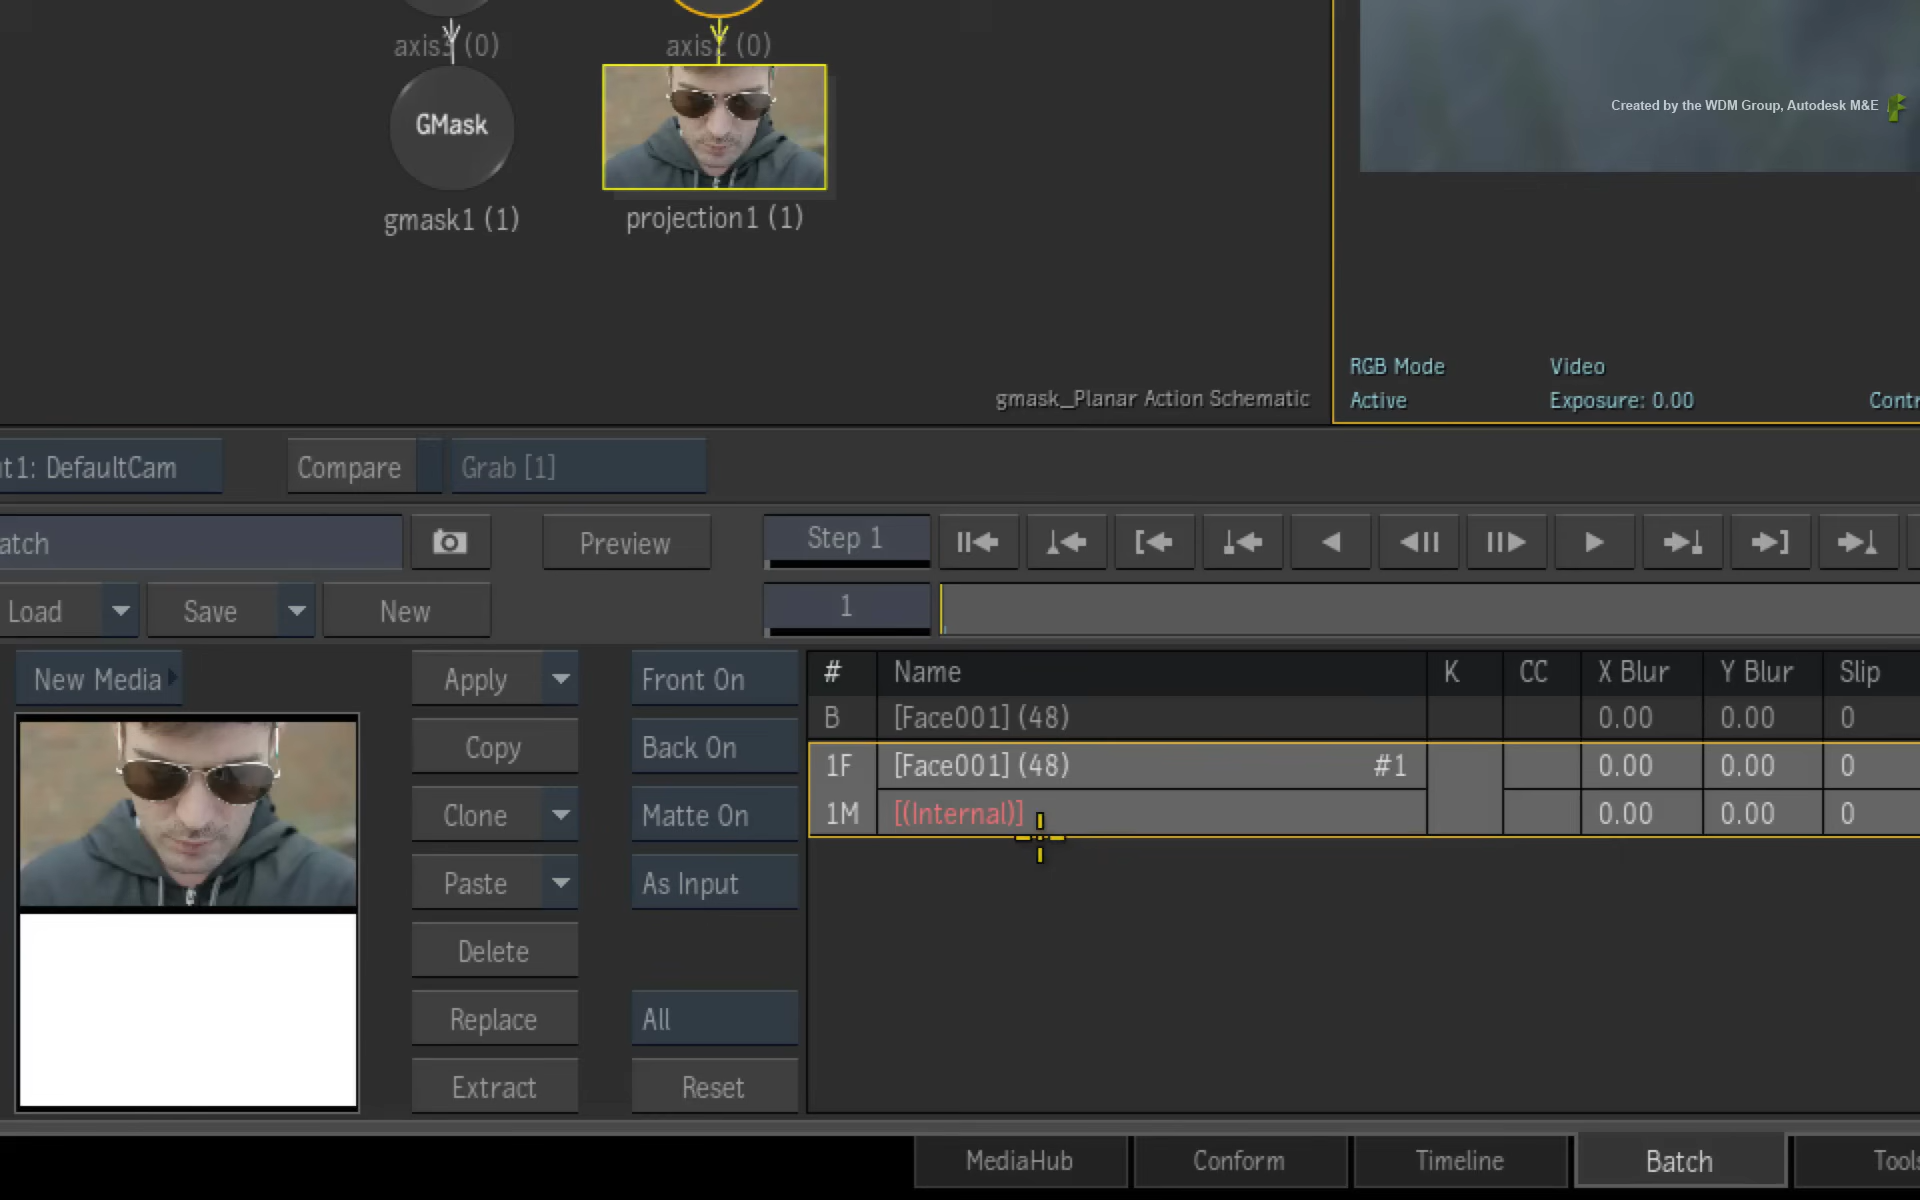 axis3 (0)
axis2 (0)
GMask
gmask1 (1)
projection1 (1)
Created by the WDM Group, Autodesk M&E
RGB Mode
Video
gmask_Planar Action Schematic
Active
Exposure: 0.00
Contr
t1: DefaultCam
Compare
Grab [1]
atch
Preview
Step 1
Load
Save
New
1
New Media
Apply
Front On
Copy
Back On
Clone
Matte On
Paste
As Input
Delete
Replace
All
Extract
Reset
# Name K CC X Blur Y Blur Slip
B [Face001] (48) 0.00 0.00 0
1F [Face001] (48) #1 0.00 0.00 0
1M [(Internal)] 0.00 0.00 0
MediaHub
Conform
Timeline
Batch
Tools